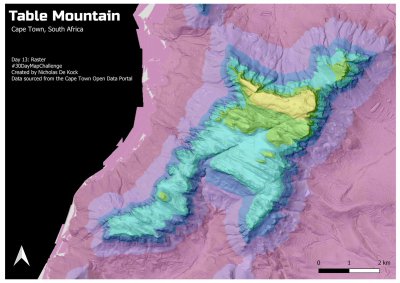 Table Mountain
Cape Town, South Africa
Day 13: Raster
#30DayMapChallenge
Created by Nicholas De Kock
Data sourced from the Cape Town Open Data Portal
0 1 2 km